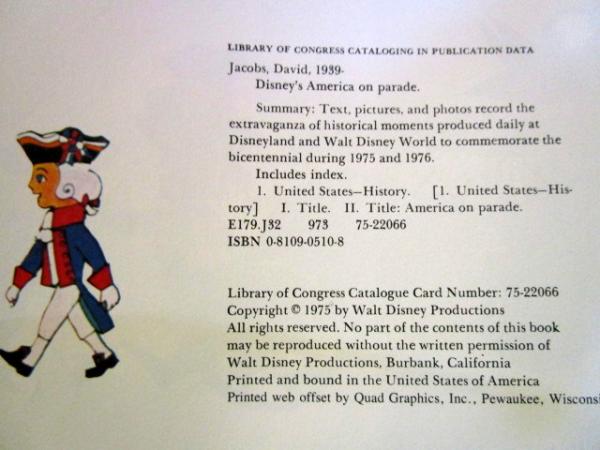 LIBRARY OF CONGRESS CATALOGING IN PUBLICATION DATA
Jacobs, David, 1939-
Disney's America on parade.
Summary: Text, pictures, and photos record the
extravaganza of historical moments produced daily at
Disneyland and Walt Disney World to commemorate the
bicentennial during 1975 and 1976.
Includes index.
1. United States—History. [1. United States—His-
tory] I. Title. II. Title: America on parade.
E179.J32 973 75-22066
ISBN 0-8109-0510-8
Library of Congress Catalogue Card Number: 75-22066
Copyright © 1975 by Walt Disney Productions
All rights reserved. No part of the contents of this book
may be reproduced without the written permission of
Walt Disney Productions, Burbank, California
Printed and bound in the United States of America
Printed web offset by Quad Graphics, Inc., Pewaukee, Wisconsi